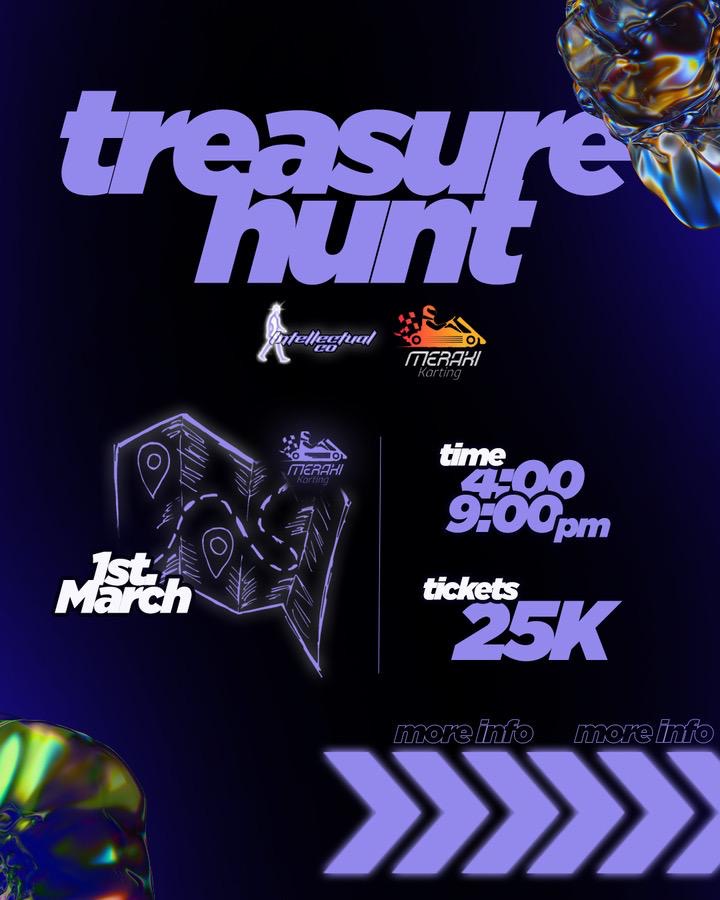 treasure
hunt
Intellectual
co
MERAKI
Karting
MERAKI
Karting
1st.
March
time
4:00
9:00pm
tickets
25K
more info more info